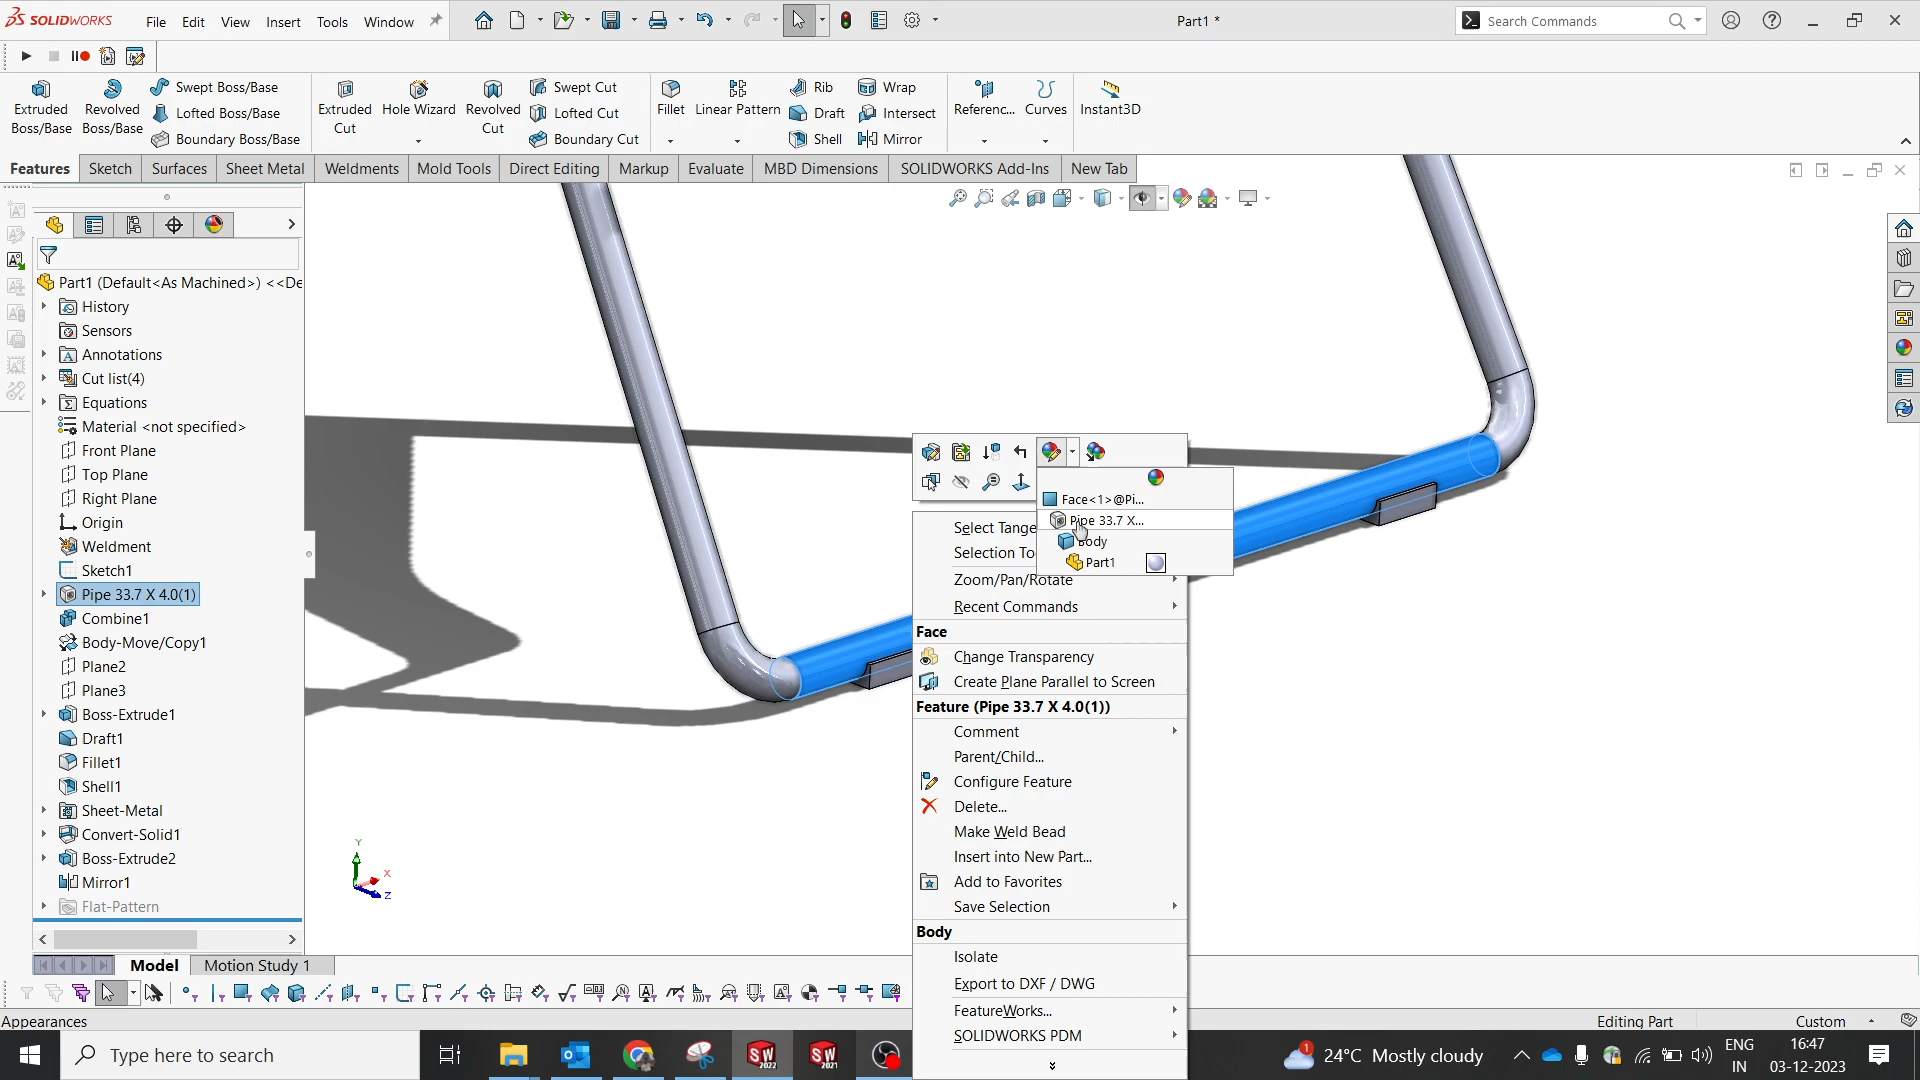 SOLIDWORKS File Edit View Insert Tools Window Part1 * Search Commands
Extruded Boss/Base
Revolved Boss/Base
Swept Boss/Base
Lofted Boss/Base
Boundary Boss/Base
Extruded Cut
Hole Wizard
Revolved Cut
Swept Cut
Lofted Cut
Boundary Cut
Fillet
Linear Pattern
Rib
Draft
Shell
Wrap
Intersect
Mirror
Referenc...
Curves
Instant3D
Features Sketch Surfaces Sheet Metal Weldments Mold Tools Direct Editing Markup Evaluate MBD Dimensions SOLIDWORKS Add-Ins New Tab
Part1 (Default<As Machined>) <<De
History
Sensors
Annotations
Cut list(4)
Equations
Material <not specified>
Front Plane
Top Plane
Right Plane
Origin
Weldment
Sketch1
Pipe 33.7 X 4.0(1)
Combine1
Body-Move/Copy1
Plane2
Plane3
Boss-Extrude1
Draft1
Fillet1
Shell1
Sheet-Metal
Convert-Solid1
Boss-Extrude2
Mirror1
Flat-Pattern
Face<1>@Pi...
Pipe 33.7 X...
Body
Part1
Select Tange
Selection To
Zoom/Pan/Rotate
Recent Commands
Face
Change Transparency
Create Plane Parallel to Screen
Feature (Pipe 33.7 X 4.0(1))
Comment
Parent/Child...
Configure Feature
Delete...
Make Weld Bead
Insert into New Part...
Add to Favorites
Save Selection
Body
Isolate
Export to DXF / DWG
FeatureWorks...
SOLIDWORKS PDM
Y
X
Z
Model Motion Study 1
Appearances Editing Part Custom
Type here to search
SW 2022
SW 2021
1
24°C Mostly cloudy
ENG
IN
16:47
03-12-2023